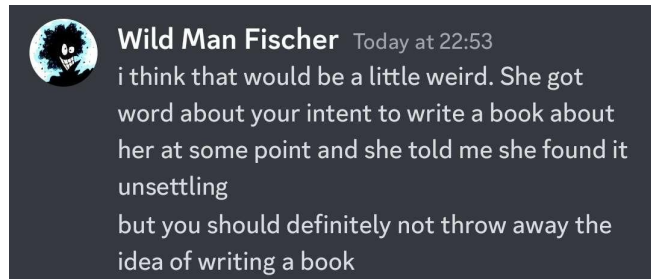 Wild Man Fischer Today at 22:53
i think that would be a little weird. She got
word about your intent to write a book about
her at some point and she told me she found it
unsettling
but you should definitely not throw away the
idea of writing a book